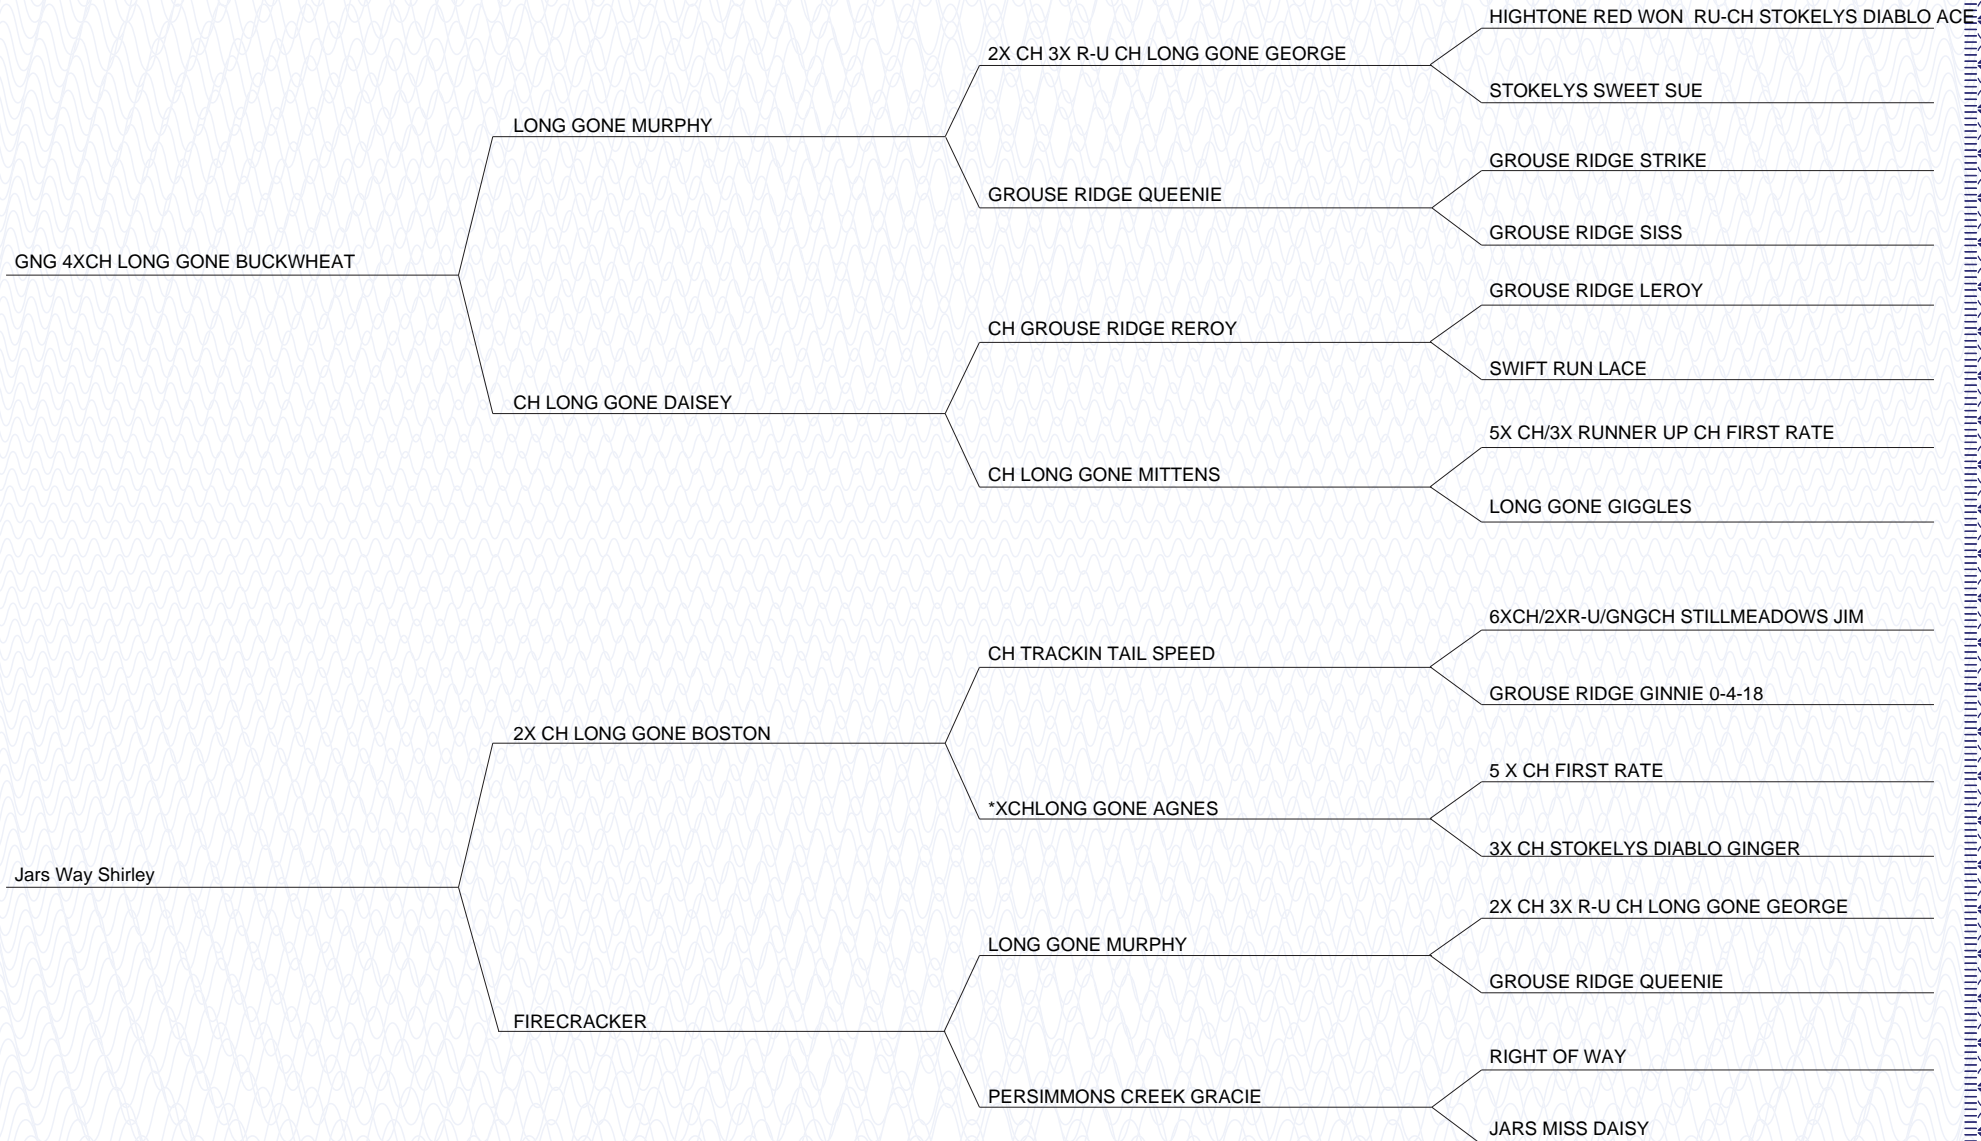 HIGHTONE RED WON  RU-CH STOKELYS DIABLO ACE
2X CH 3X R-U CH LONG GONE GEORGE
STOKELYS SWEET SUE
LONG GONE MURPHY
GROUSE RIDGE STRIKE
GROUSE RIDGE QUEENIE
GROUSE RIDGE SISS
GNG 4XCH LONG GONE BUCKWHEAT
GROUSE RIDGE LEROY
CH GROUSE RIDGE REROY
SWIFT RUN LACE
CH LONG GONE DAISEY
5X CH/3X RUNNER UP CH FIRST RATE
CH LONG GONE MITTENS
LONG GONE GIGGLES
6XCH/2XR-U/GNGCH STILLMEADOWS JIM
CH TRACKIN TAIL SPEED
GROUSE RIDGE GINNIE 0-4-18
2X CH LONG GONE BOSTON
5 X CH FIRST RATE
*XCHLONG GONE AGNES
3X CH STOKELYS DIABLO GINGER
Jars Way Shirley
2X CH 3X R-U CH LONG GONE GEORGE
LONG GONE MURPHY
GROUSE RIDGE QUEENIE
FIRECRACKER
RIGHT OF WAY
PERSIMMONS CREEK GRACIE
JARS MISS DAISY